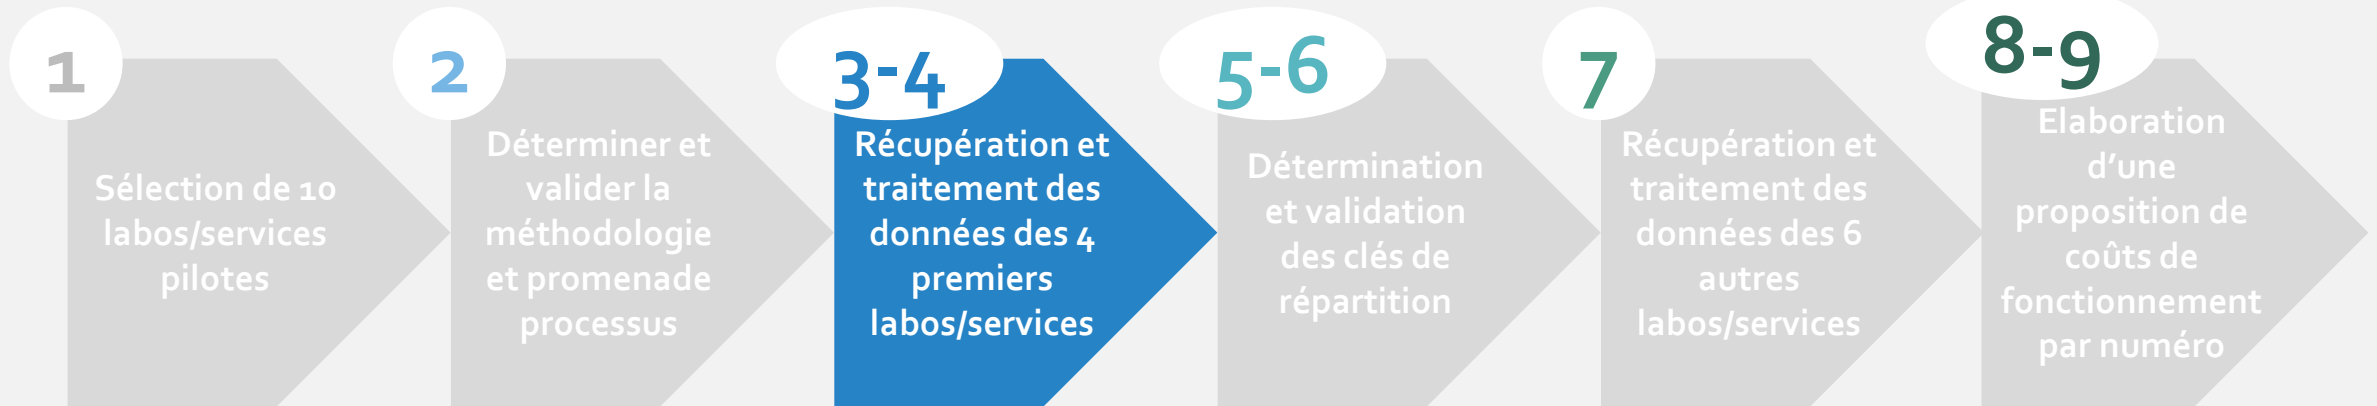 1
Sélection de 10
labos/services
pilotes
2
Déterminer et
valider la
méthodologie
et promenade
processus
3-4
Récupération et
traitement des
données des 4
premiers
labos/services
5-6
Détermination
et validation
des clés de
répartition
7
Récupération et
traitement des
données des 6
autres
labos/services
8-9
Elaboration
d’une
proposition de
coûts de
fonctionnement
par numéro